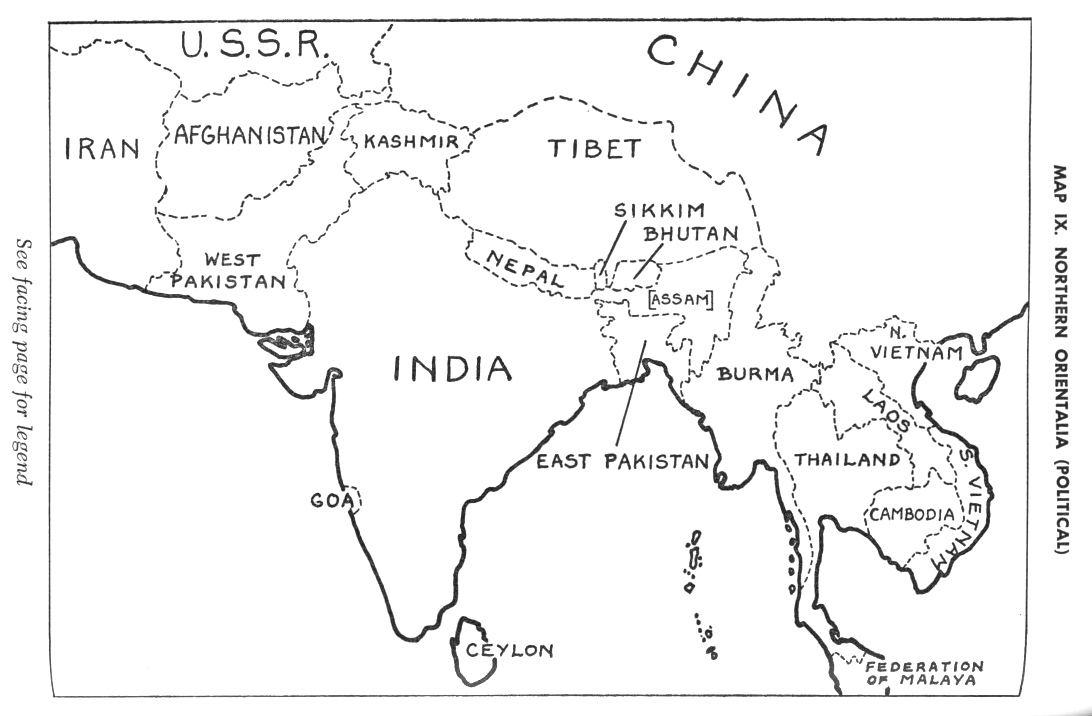 U.S.S.R.
CHINA
IRAN
AFGHANISTAN
KASHMIR
TIBET
SIKKIM
BHUTAN
WEST
PAKISTAN
NEPAL
[ASSAM]
INDIA
BURMA
N.
VIETNAM
LAOS
EAST PAKISTAN
THAILAND
S. VIETNAM
GOA
CAMBODIA
CEYLON
FEDERATION
OF MALAYA
MAP IX. NORTHERN ORIENTALIA (POLITICAL)
See facing page for legend